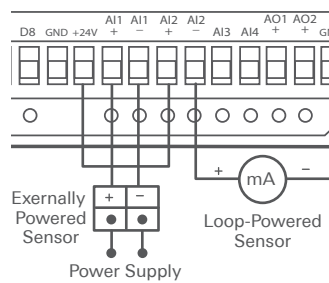 AI1 AI1 AI2 AI2 AO1 AO2
D8 GND +24V + − + − AI3 AI4 + + GN
+ −
+ mA −
Exernally
Powered
Sensor
Loop-Powered
Sensor
Power Supply